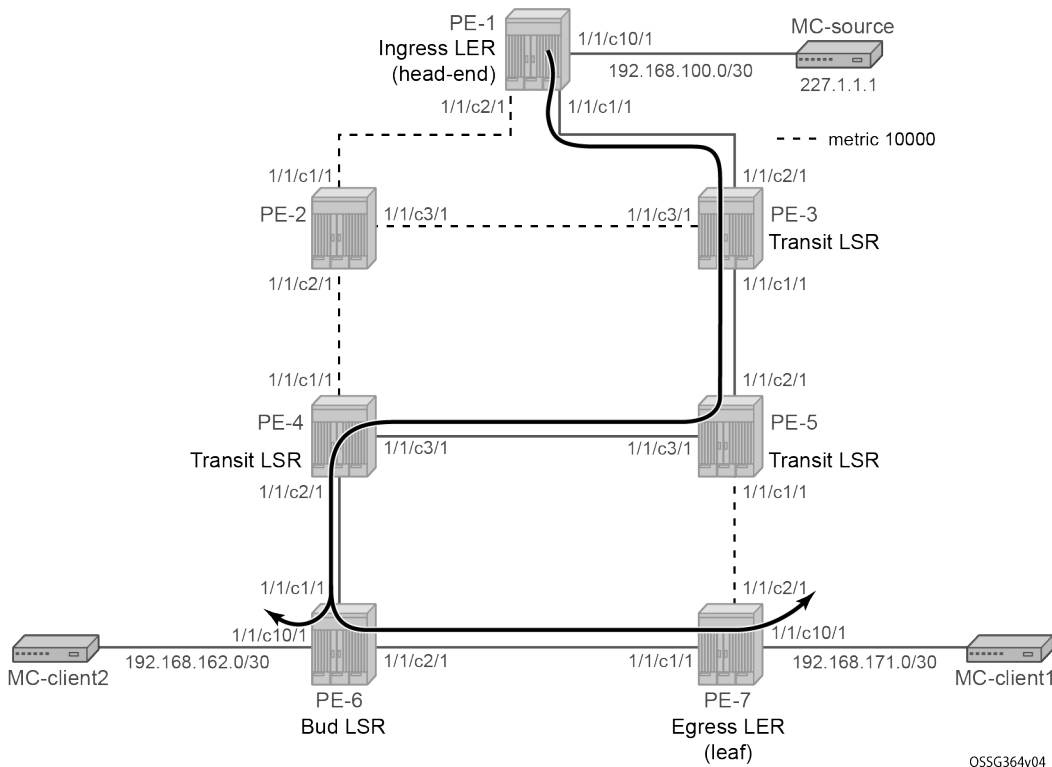 PE-1
Ingress LER
(head-end)
1/1/c10/1
MC-source
192.168.100.0/30
227.1.1.1
1/1/c2/1
1/1/c1/1
metric 10000
1/1/c1/1
1/1/c2/1
PE-2
1/1/c3/1
1/1/c3/1
PE-3
Transit LSR
1/1/c2/1
1/1/c1/1
1/1/c1/1
1/1/c2/1
PE-4
1/1/c3/1
1/1/c3/1
PE-5
Transit LSR
Transit LSR
1/1/c2/1
1/1/c1/1
1/1/c1/1
1/1/c2/1
1/1/c10/1
1/1/c10/1
192.168.162.0/30
1/1/c2/1
1/1/c1/1
192.168.171.0/30
MC-client2
MC-client1
PE-6
PE-7
Bud LSR
Egress LER
(leaf)
OSSG364v04